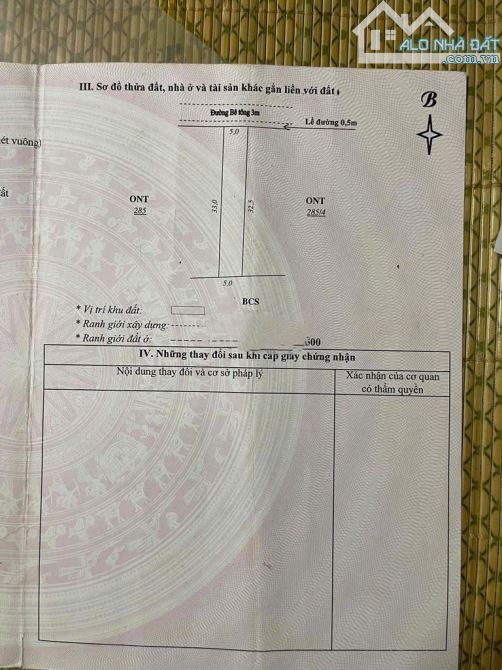 ALO NHÀ ĐẤT
.com.vn
III. Sơ đồ thửa đất, nhà ở và tài sản khác gắn liền với đất
B
Đường Bê tông 3m
Lề đường 0,5m
5,0
ét vuông)
ất
ONT
285
33,0
32,5
ONT
285/4
5,0
BCS
* Vị trí khu đất:
* Ranh giới xây dựng:
* Ranh giới đất ở:
IV. Những thay đổi sau khi cấp giấy chứng nhận
Nội dung thay đổi và cơ sở pháp lý
Xác nhận của cơ quan
có thẩm quyền